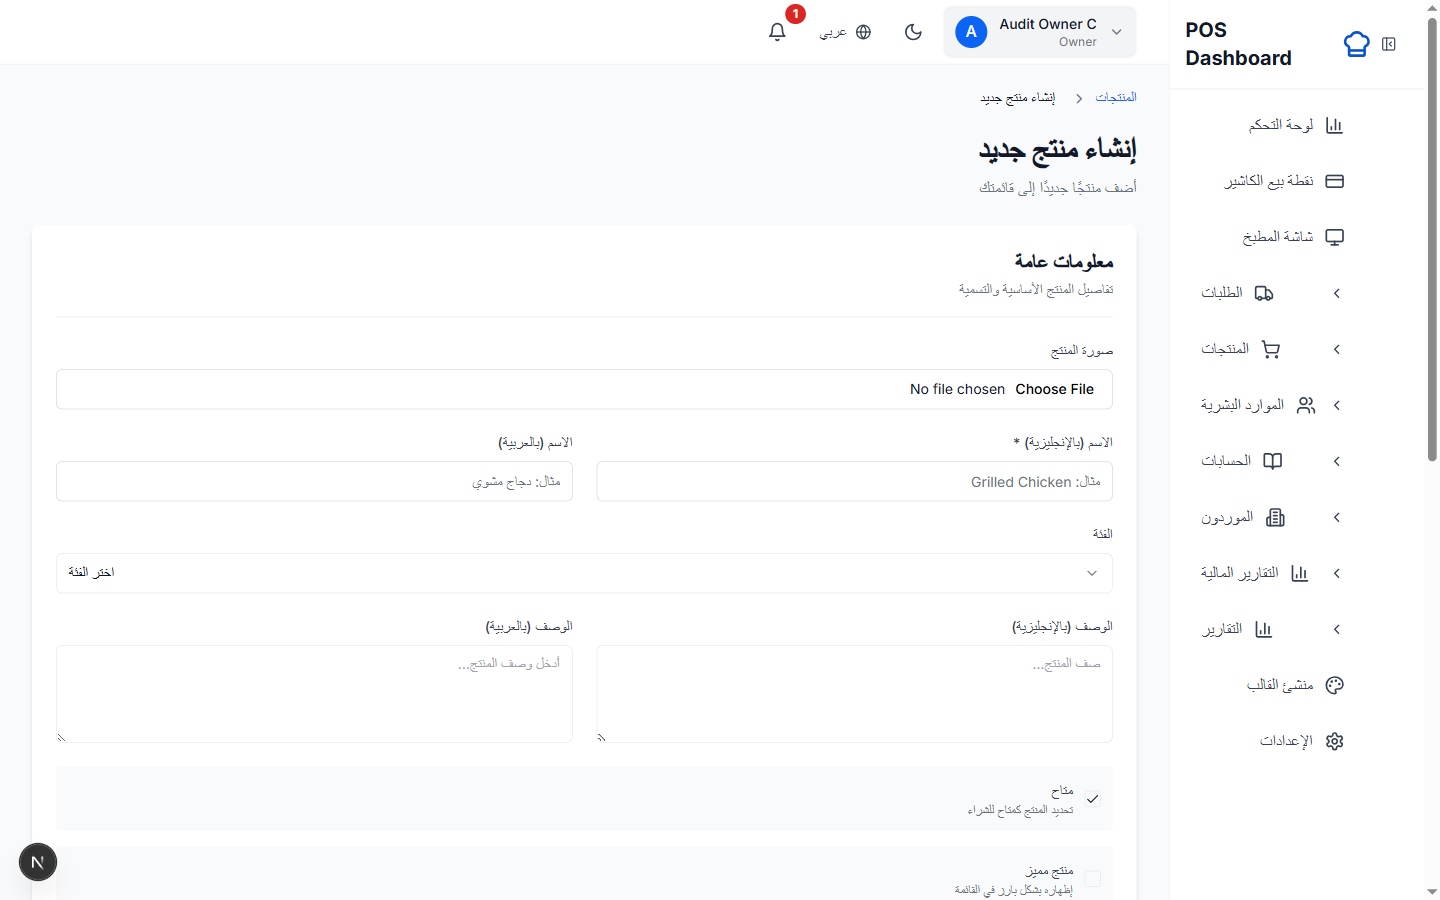 POS
Dashboard
لوحة التحكم
نقطة بيع الكاشير
شاشة المطبخ
الطلبات
المنتجات
الموارد البشرية
الحسابات
الموردون
التقارير المالية
التقارير
منشئ القالب
الإعدادات
Audit Owner C
Owner
A
عربي
1
المنتجات
إنشاء منتج جديد
إنشاء منتج جديد
أضف منتجًا جديدًا إلى قائمتك
معلومات عامة
تفاصيل المنتج الأساسية والتسمية
صورة المنتج
Choose File No file chosen
الاسم (بالإنجليزية) *
الاسم (بالعربية)
مثال: Grilled Chicken
مثال: دجاج مشوي
الفئة
اختر الفئة
الوصف (بالإنجليزية)
الوصف (بالعربية)
صف المنتج...
أدخل وصف المنتج...
متاح
تحديد المنتج كمتاح للشراء
منتج مميز
إظهاره بشكل بارز في القائمة
N